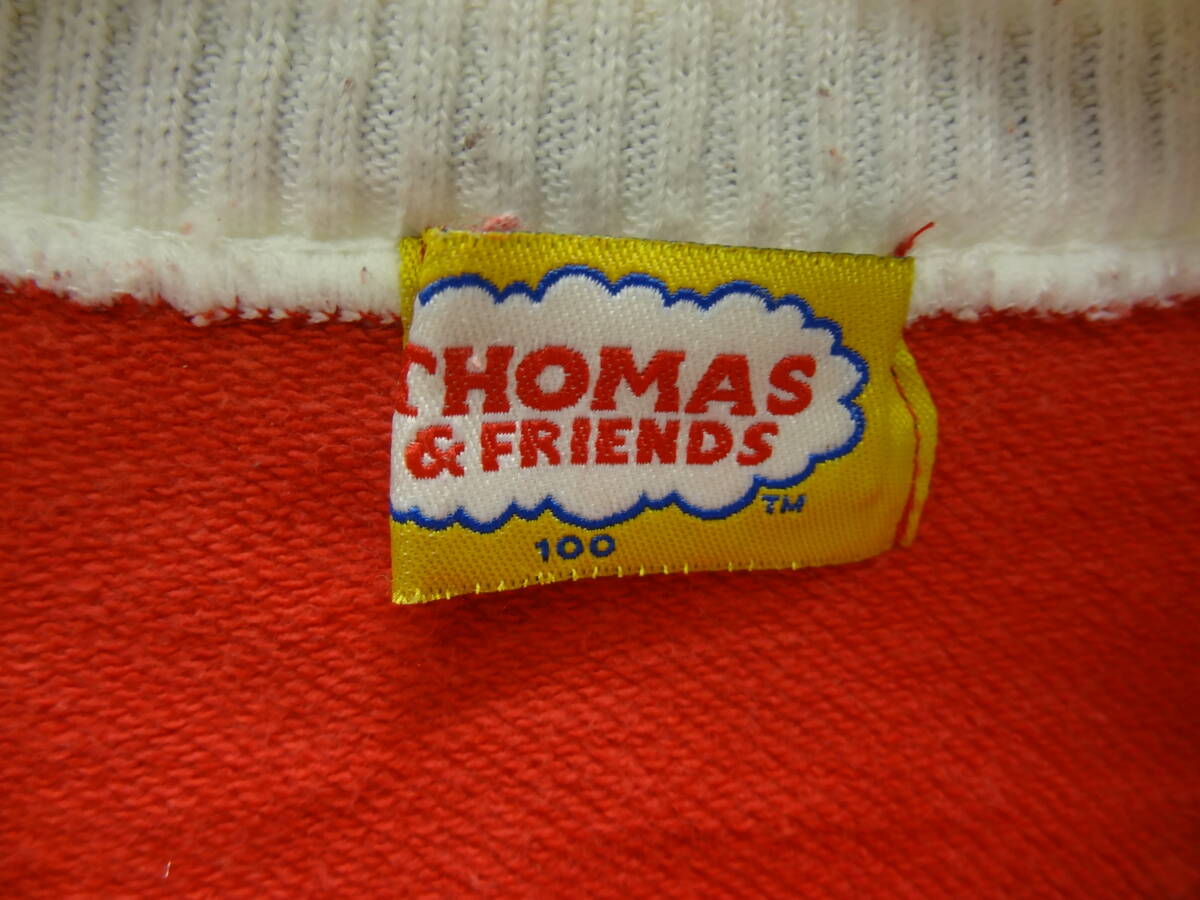 THOMAS
& FRIENDS
TM
100